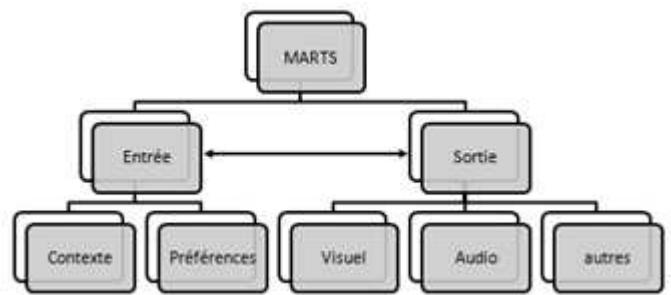 MARTS
Entrée
Sortie
Contexte
Préférences
Visuel
Audio
autres